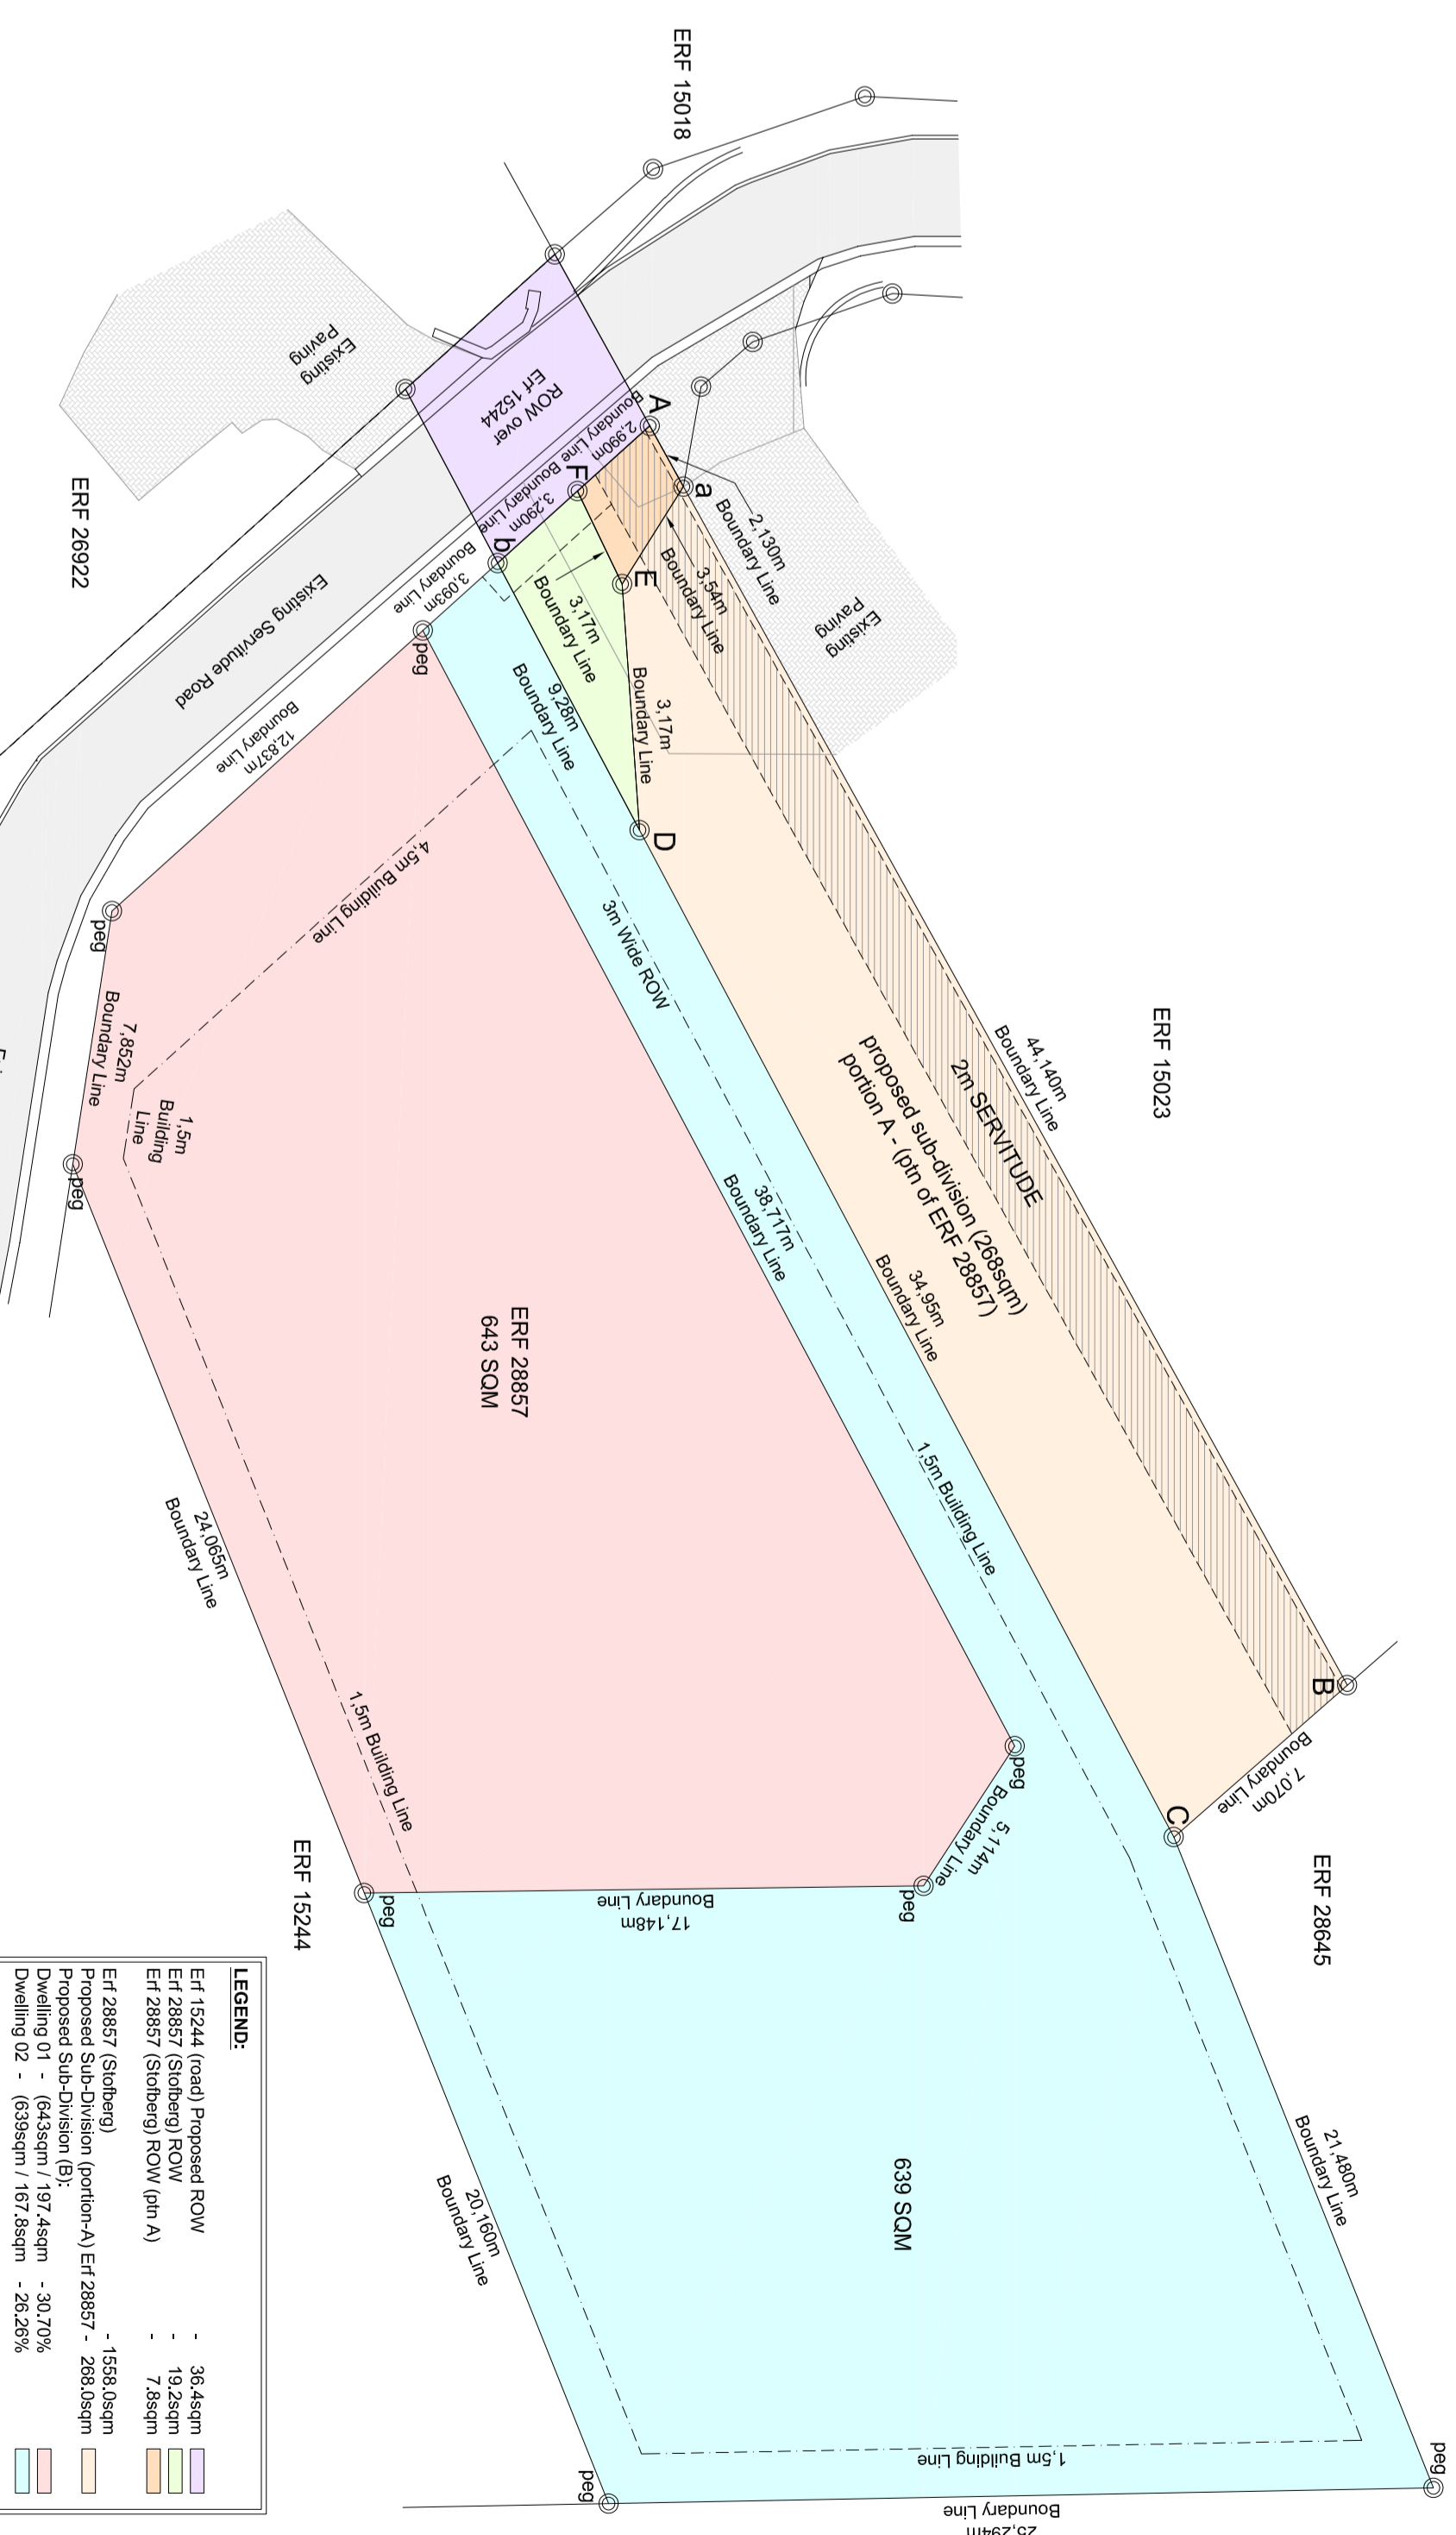 ERF 15018
ERF 15023
ERF 28645
ERF 26922
ERF 15244
Existing
Paving
Existing
Paving
ROW over
Erf 15244
Existing Servitude Road
A
a
B
C
D
E
F
b
2,990m
Boundary Line
3,290m
Boundary Line
3,093m
Boundary Line
2,130m
Boundary Line
3,54m
Boundary Line
3,17m
Boundary Line
3,17m
Boundary Line
9,28m
Boundary Line
44,140m
Boundary Line
2m SERVITUDE
proposed sub-division (268sqm)
portion A - (ptn of ERF 28857)
34,95m
Boundary Line
38,717m
Boundary Line
3m Wide ROW
1,5m Building Line
7,070m
Boundary Line
12,837m
Boundary Line
4,5m Building Line
7,852m
Boundary Line
1,5m
Building
Line
ERF 28857
643 SQM
24,065m
Boundary Line
1,5m Building Line
5,114m
Boundary Line
17,148m
Boundary Line
639 SQM
21,480m
Boundary Line
20,160m
Boundary Line
1,5m Building Line
25,294m
Boundary Line
peg
peg
peg
peg
peg
peg
peg
peg
LEGEND:
Erf 15244 (road) Proposed ROW - 36.4sqm
Erf 28857 (Stofberg) ROW - 19.2sqm
Erf 28857 (Stofberg) ROW (ptn A) - 7.8sqm
Erf 28857 (Stofberg) - 1558.0sqm
Proposed Sub-Division (portion-A) Erf 28857 - 268.0sqm
Proposed Sub-Division (B):
Dwelling 01 - (643sqm / 197.4sqm - 30.70%
Dwelling 02 - (639sqm / 167.8sqm - 26.26%